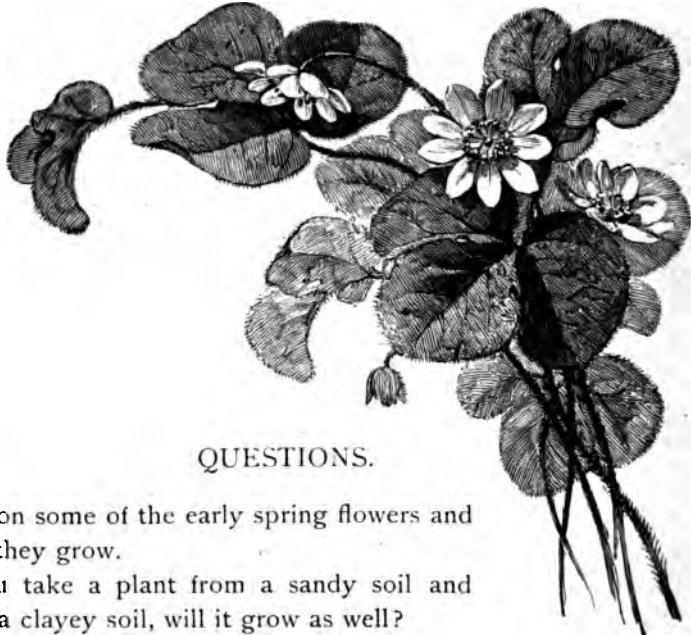 QUESTIONS.
on some of the early spring flowers and
they grow.
take a plant from a sandy soil and
a clayey soil, will it grow as well?